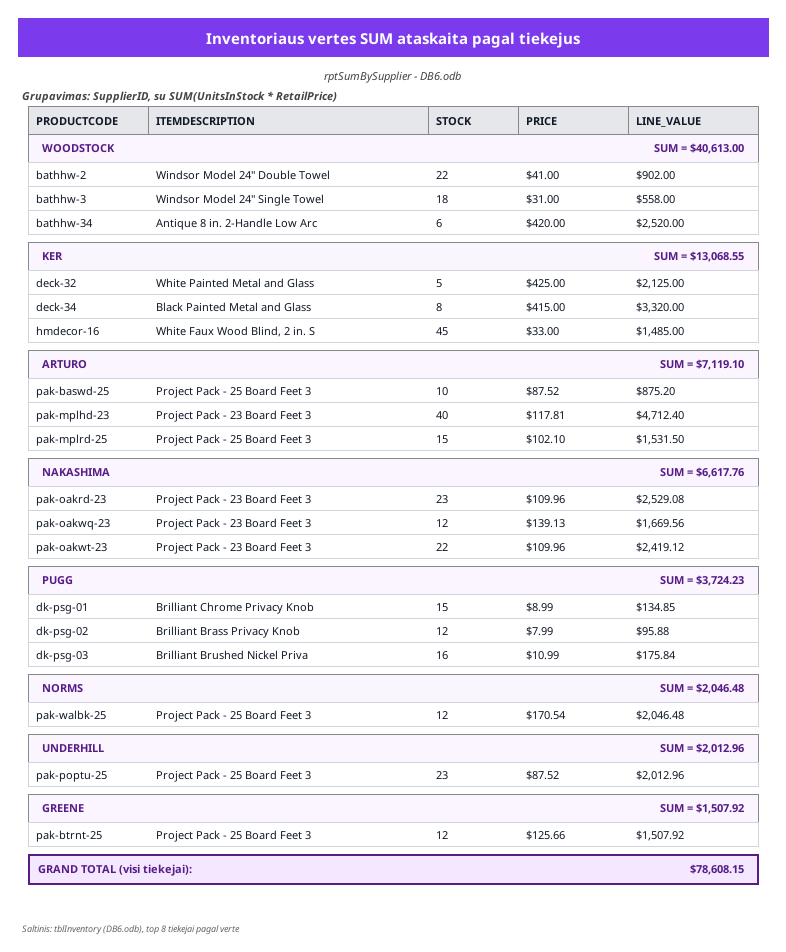 Inventoriaus vertes SUM ataskaita pagal tiekejus
rptSumBySupplier - DB6.odb
Grupavimas: SupplierID, su SUM(UnitsInStock * RetailPrice)
PRODUCTCODE ITEMDESCRIPTION STOCK PRICE LINE_VALUE
WOODSTOCK SUM = $40,613.00
bathhw-2 Windsor Model 24" Double Towel 22 $41.00 $902.00
bathhw-3 Windsor Model 24" Single Towel 18 $31.00 $558.00
bathhw-34 Antique 8 in. 2-Handle Low Arc 6 $420.00 $2,520.00
KER SUM = $13,068.55
deck-32 White Painted Metal and Glass 5 $425.00 $2,125.00
deck-34 Black Painted Metal and Glass 8 $415.00 $3,320.00
hmdecor-16 White Faux Wood Blind, 2 in. S 45 $33.00 $1,485.00
ARTURO SUM = $7,119.10
pak-baswd-25 Project Pack - 25 Board Feet 3 10 $87.52 $875.20
pak-mplhd-23 Project Pack - 23 Board Feet 3 40 $117.81 $4,712.40
pak-mplrd-25 Project Pack - 25 Board Feet 3 15 $102.10 $1,531.50
NAKASHIMA SUM = $6,617.76
pak-oakrd-23 Project Pack - 23 Board Feet 3 23 $109.96 $2,529.08
pak-oakwq-23 Project Pack - 23 Board Feet 3 12 $139.13 $1,669.56
pak-oakwt-23 Project Pack - 23 Board Feet 3 22 $109.96 $2,419.12
PUGG SUM = $3,724.23
dk-psg-01 Brilliant Chrome Privacy Knob 15 $8.99 $134.85
dk-psg-02 Brilliant Brass Privacy Knob 12 $7.99 $95.88
dk-psg-03 Brilliant Brushed Nickel Priva 16 $10.99 $175.84
NORMS SUM = $2,046.48
pak-walbk-25 Project Pack - 25 Board Feet 3 12 $170.54 $2,046.48
UNDERHILL SUM = $2,012.96
pak-poptu-25 Project Pack - 25 Board Feet 3 23 $87.52 $2,012.96
GREENE SUM = $1,507.92
pak-btrnt-25 Project Pack - 25 Board Feet 3 12 $125.66 $1,507.92
GRAND TOTAL (visi tiekejai): $78,608.15
Saltinis: tblInventory (DB6.odb), top 8 tiekejai pagal verte